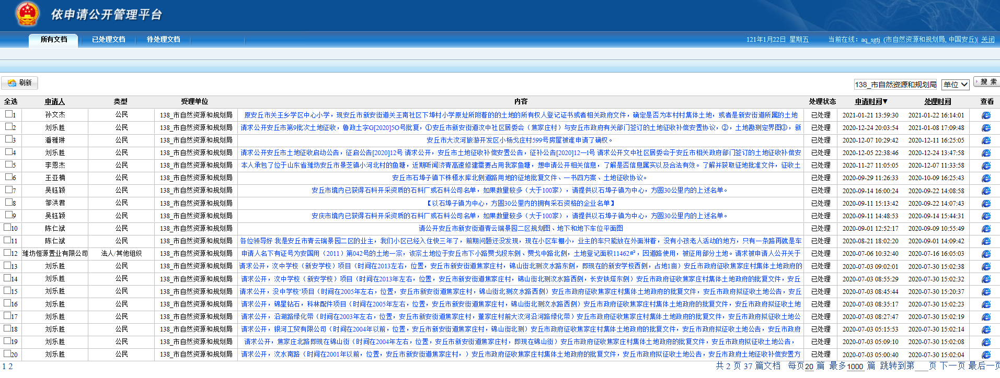 依申请公开管理平台
所有文档 已处理文档 待处理文档 121年1月22日 星期五 当前在线：aq_sgtj (市自然资源和规划局, 中国安丘)| 关闭
刷新 138_市自然资源和规划局 单位 搜 索
全选 申请人 类型 受理单位 内容 处理状态 申请时间▼ 处理时间 查看
1 孙文杰 公民 138_市自然资源和规划局 原安丘市关王乡学区中心小学，现安丘市新安街道关王南社区下埠村小学原址所附着的的土地的所有权人登记证书或者相关政府文件，确定是否为本村村集体土地，或者是新安街道所属的土地 已处理 2021-01-21 13:59:30 2021-01-22 16:14:01
2 刘乐胜 公民 138_市自然资源和规划局 请求公开安丘市第9批次土地征收，鲁政土字G[2020]5O号批复，①安丘市新安街道汶中社区居委会（焦家庄村）与安丘市政府有关部门签订的土地征收补偿安置协议，②，土地勘测定界图③，新 已处理 2020-12-24 20:03:54 2021-01-08 17:09:48
3 潘雅琳 公民 138_市自然资源和规划局 安丘市大汶河旅游开发区小杨戈庄村599号房屋被谁申请了确权。 已处理 2020-12-07 10:29:42 2020-12-11 16:25:05
4 刘乐胜 公民 138_市自然资源和规划局 请求公开安丘市土地征收启动公告，征启公告[2020]12号 请求公开，安丘市土地征收补偿安置公告，征补公告[2020]12一1号 请求公开文中社区居委会于安丘市相关政府部门签订的土地征收补偿安 已处理 2020-12-05 22:38:46 2020-12-24 13:47:58
5 李恩杰 公民 138_市自然资源和规划局 本人承包了位于山东省潍坊安丘市景芝镇小河北村的鱼塘，近期听闻济青高速修建需要占用我家鱼塘，想申请公开相关信息，了解是否信息属实以及合法有效。了解并获取征地批准文件，征收土 已处理 2020-11-27 11:05:05 2020-12-07 11:33:58
6 王亚楠 公民 138_市自然资源和规划局 安丘市石埠子镇下株梧水库北侧道路用地的征地批复文件、一书四方案、土地征收协议。 已处理 2020-09-29 11:26:33 2020-10-09 16:25:43
7 吴钰颖 公民 138_市自然资源和规划局 安丘市境内已获得石料开采资质的石料厂或石料公司名单，如果数量较多（大于100家），请提供以石埠子镇为中心，方圆30公里内的上述名单。 已处理 2020-09-14 16:00:24 2020-09-22 14:08:58
8 邹洪君 公民 138_市自然资源和规划局 【以石埠子镇为中心，方圆30公里内的拥有采石资格的企业名单】 已处理 2020-09-11 15:13:42 2020-09-22 14:07:43
9 吴钰颖 公民 138_市自然资源和规划局 安庆市境内已获得石料开采资质的石料厂或石料公司名单，如果数量较多（大于100家），请提供以石埠子镇为中心，方圆30公里内的上述名单。 已处理 2020-09-11 14:48:53 2020-09-14 15:44:31
10 陈仁斌 公民 138_市自然资源和规划局 请公开安丘市新安街道青云瑞景园二区规划图、地下和地下车位平面图 已处理 2020-09-01 12:52:17 2020-09-09 10:55:49
11 陈仁斌 公民 138_市自然资源和规划局 各位领导好 我是安丘市青云瑞景园二区的业主，我们小区已经入住快三年了，前期问题还没发现，现在小区车棚小，业主的车只能放在外面淋着，没有小孩老人活动的地方，只有一条路再就是车 已处理 2020-08-21 18:02:20 2020-09-01 14:09:42
12 潍坊恒源置业有限公司 法人/其他组织 138_市自然资源和规划局 申请人名下有证号为安国用（2011）第042号的土地一宗，该宗土地位于安丘市下小路贾戈段东侧、贾戈中路北侧，土地登记面积11462㎡，因道路使用，被征用部分土地。请求被申请人公开关于 已处理 2020-07-06 10:32:40 2020-07-16 16:05:03
13 刘乐胜 公民 138_市自然资源和规划局 请求公开，汶中学校（新安学校）项目（时间在2013左右，位置，安丘市新安街道焦家庄村，锦山街北测汶水路东侧，即现在的新安学校西侧，占地1亩）安丘市政府征收焦家庄村集体土地政府的 已处理 2020-07-03 09:02:01 2020-07-30 15:02:38
14 刘乐胜 公民 138_市自然资源和规划局 请求公开，汶中学校（新安学校）项目（时间在2013年左右，位置，安丘市新安街道焦家庄村，锦山街北测汶水路西侧，长安铁塔东侧）安丘市政府征收焦家庄村集体土地政府的批复文件，安丘 已处理 2020-07-03 08:55:29 2020-07-30 15:02:32
15 刘乐胜 公民 138_市自然资源和规划局 请求公开，没中学校‘项目（时间在2005年左右，位置，安丘市新安街道焦家庄村，锦山街北测汶水路西侧）安丘市政府征收焦家庄村集体土地政府的批复文件，安丘市政府拟征收土地公告，安丘 已处理 2020-07-03 08:45:44 2020-07-30 15:20:37
16 刘乐胜 公民 138_市自然资源和规划局 请求公开，锦星钻石，科林配件项目（时间在2005年左右，位置，安丘市新安街道焦家庄村，锦山街北测汶水路西侧）安丘市政府征收焦家庄村集体土地政府的批复文件，安丘市政府拟征收土地 已处理 2020-07-03 08:35:17 2020-07-30 15:02:23
17 刘乐胜 公民 138_市自然资源和规划局 请求公开，沿湖路绿化带（时间在2003年左右，位置，安丘市新安街道焦家庄村，董家庄村前大汶河沿河路绿化带）安丘市政府征收焦家庄村集体土地政府的批复文件，安丘市政府拟征收土地公 已处理 2020-07-03 08:27:47 2020-07-30 15:02:19
18 刘乐胜 公民 138_市自然资源和规划局 请求公开，银河工贸有限公司（时间在2004年以前，位置，安丘市新安街道焦家庄村，锦山街北测）安丘市政府征收焦家庄村集体土地政府的批复文件，安丘市政府拟征收土地公告，安丘市政府 已处理 2020-07-03 05:15:53 2020-07-30 15:02:14
19 刘乐胜 公民 138_市自然资源和规划局 请求公开，焦家庄北路即现在锦山街（时间在2004年左右，位置，安丘市新安街道焦家庄村，即现在锦山街）安丘市政府征收焦家庄村集体土地政府的批复文件，安丘市政府拟征收土地公告， 已处理 2020-07-03 05:09:10 2020-07-30 15:02:08
20 刘乐胜 公民 138_市自然资源和规划局 请求公开，汶水南路（时间在2001年以前，位置，安丘市新安街道焦家庄村，）安丘市政府征收焦家庄村集体土地政府的批复文件，安丘市政府拟征收土地公告，安丘市政府土地征收补偿安置方 已处理 2020-07-03 05:00:40 2020-07-30 15:02:04
1 2 共 2 页 37 篇文档 每页20 篇 最多1000 篇 跳转到第 页 下一页 最后一页